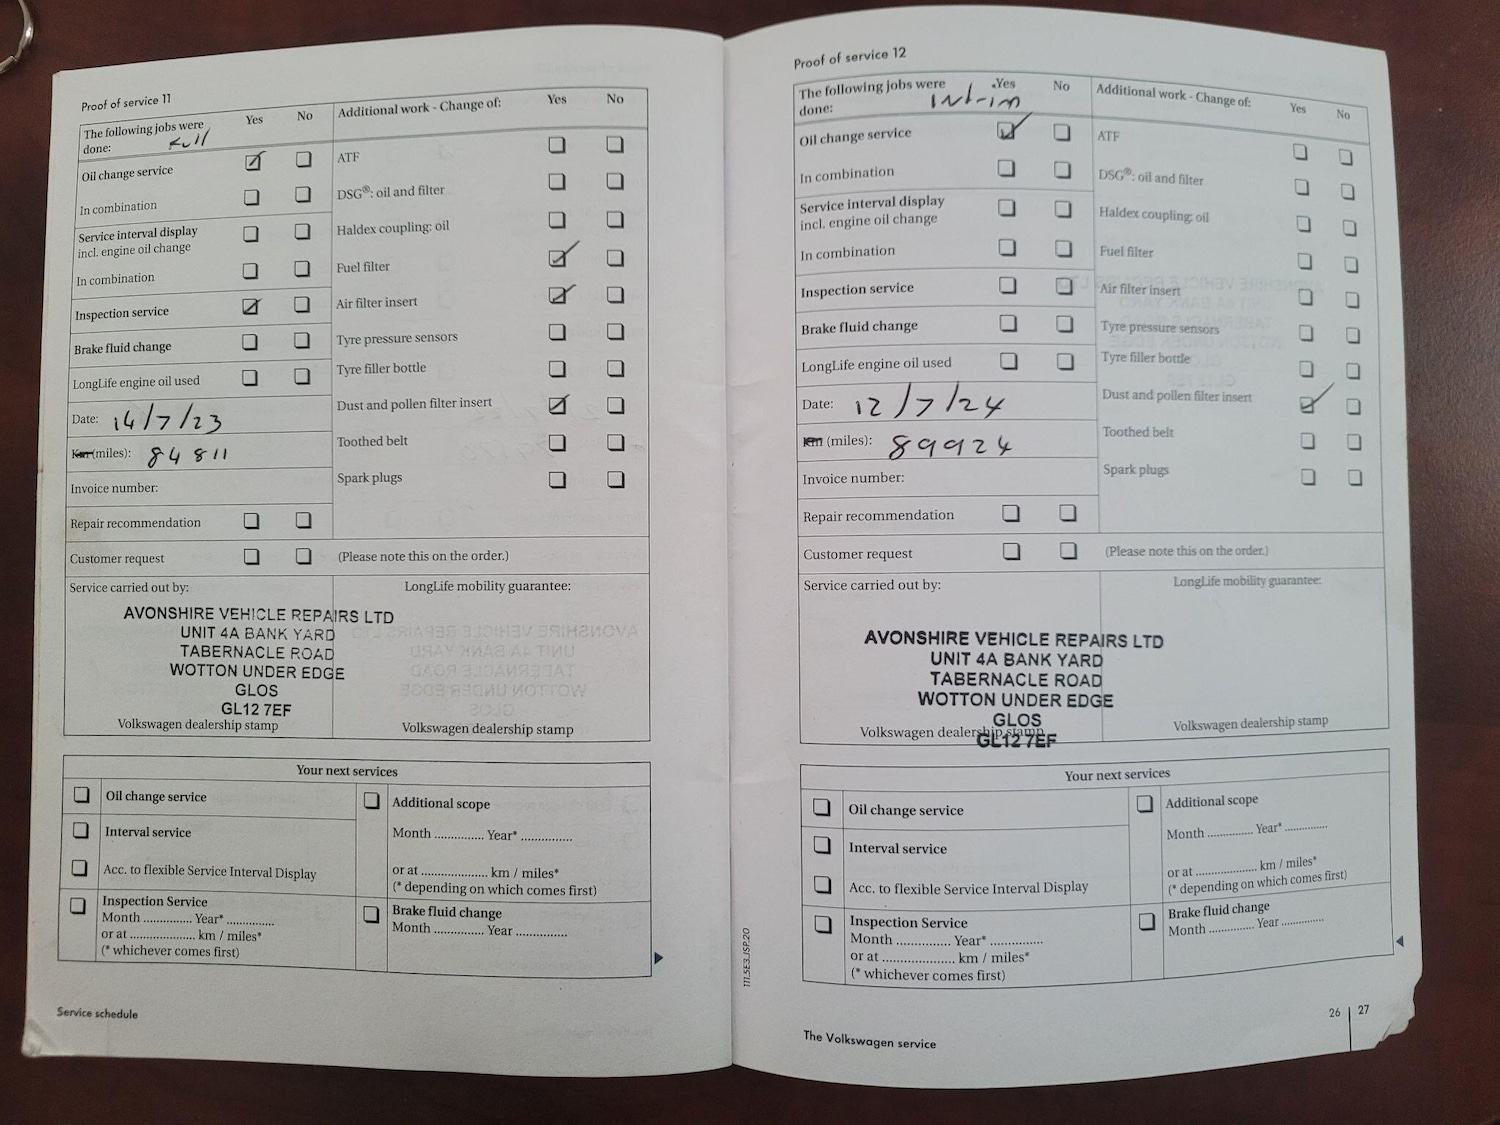 Proof of service 11
The following jobs were done: Yes No
Full
Oil change service
In combination
Service interval display
incl. engine oil change
In combination
Inspection service
Brake fluid change
LongLife engine oil used
Date: 14/7/23
Km (miles): 84811
Invoice number:
Repair recommendation
Customer request
Additional work - Change of: Yes No
ATF
DSG®: oil and filter
Haldex coupling: oil
Fuel filter
Air filter insert
Tyre pressure sensors
Tyre filler bottle
Dust and pollen filter insert
Toothed belt
Spark plugs
(Please note this on the order.)
Service carried out by:
AVONSHIRE VEHICLE REPAIRS LTD
UNIT 4A BANK YARD
TABERNACLE ROAD
WOTTON UNDER EDGE
GLOS
GL12 7EF
Volkswagen dealership stamp
LongLife mobility guarantee:
Volkswagen dealership stamp
Your next services
Oil change service
Interval service
Acc. to flexible Service Interval Display
Inspection Service
Month .............. Year* ..............
or at .................... km / miles*
(* whichever comes first)
Additional scope
Month ............... Year* ...............
or at .................... km / miles*
(* depending on which comes first)
Brake fluid change
Month ............... Year ...............
Service schedule
Proof of service 12
The following jobs were done: Yes No
Int-im
Oil change service
In combination
Service interval display
incl. engine oil change
In combination
Inspection service
Brake fluid change
LongLife engine oil used
Date: 12/7/24
Km (miles): 89924
Invoice number:
Repair recommendation
Customer request
Additional work - Change of: Yes No
ATF
DSG®: oil and filter
Haldex coupling: oil
Fuel filter
Air filter insert
Tyre pressure sensors
Tyre filler bottle
Dust and pollen filter insert
Toothed belt
Spark plugs
(Please note this on the order.)
Service carried out by:
AVONSHIRE VEHICLE REPAIRS LTD
UNIT 4A BANK YARD
TABERNACLE ROAD
WOTTON UNDER EDGE
GLOS
GL12 7EF
Volkswagen dealership stamp
LongLife mobility guarantee:
Volkswagen dealership stamp
Your next services
Oil change service
Interval service
Acc. to flexible Service Interval Display
Inspection Service
Month ............... Year* ...............
or at .................... km / miles*
(* whichever comes first)
Additional scope
Month .............. Year* .............
or at .................. km / miles*
(* depending on which comes first)
Brake fluid change
Month ............. Year .............
111.5E3.JSP.20
The Volkswagen service
26 | 27